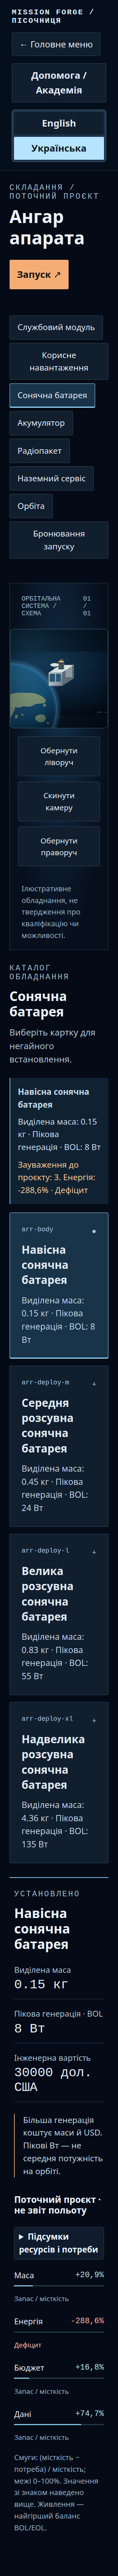 MISSION FORGE /
ПІСОЧНИЦЯ
← Головне меню
Допомога /
Академія
English
Українська
СКЛАДАННЯ /
ПОТОЧНИЙ ПРОЄКТ
Ангар
апарата
Запуск ↗
Службовий модуль
Корисне
навантаження
Сонячна батарея
Акумулятор
Радіопакет
Наземний сервіс
Орбіта
Бронювання
запуску
ОРБІТАЛЬНА
СИСТЕМА /
СХЕМА
01
/
01
Обернути
ліворуч
Скинути
камеру
Обернути
праворуч
Ілюстративне
обладнання, не
твердження про
кваліфікацію чи
можливості.
КАТАЛОГ
ОБЛАДНАННЯ
Сонячна
батарея
Виберіть картку для
негайного
встановлення.
Навісна сонячна
батарея
Виділена маса: 0.15
кг · Пікова
генерація · BOL: 8 Вт
Зауваження до
проєкту: 3. Енергія:
-288,6% · Дефіцит
arr-body
Навісна
сонячна
батарея
Виділена маса:
0.15 кг · Пікова
генерація · BOL: 8
Вт
arr-deploy-m +
Середня
розсувна
сонячна
батарея
Виділена маса:
0.45 кг · Пікова
генерація · BOL:
24 Вт
arr-deploy-l +
Велика
розсувна
сонячна
батарея
Виділена маса:
0.83 кг · Пікова
генерація · BOL:
55 Вт
arr-deploy-xl +
Надвелика
розсувна
сонячна
батарея
Виділена маса:
4.36 кг · Пікова
генерація · BOL:
135 Вт
УСТАНОВЛЕНО
Навісна
сонячна
батарея
Виділена маса
0.15 кг
Пікова генерація · BOL
8 Вт
Інженерна вартість
30000 дол.
США
Більша генерація
коштує маси й USD.
Пікові Вт — не
середня потужність
на орбіті.
Поточний проєкт ·
не звіт польоту
▶ Підсумки
ресурсів і потреби
Маса +20,9%
Запас / місткість
Енергія -288,6%
Дефіцит
Бюджет +16,8%
Запас / місткість
Дані +74,7%
Запас / місткість
Смуги: (місткість −
потреба) / місткість;
межі 0–100%. Значення
зі знаком наведено
вище. Живлення —
найгірший баланс
BOL/EOL.